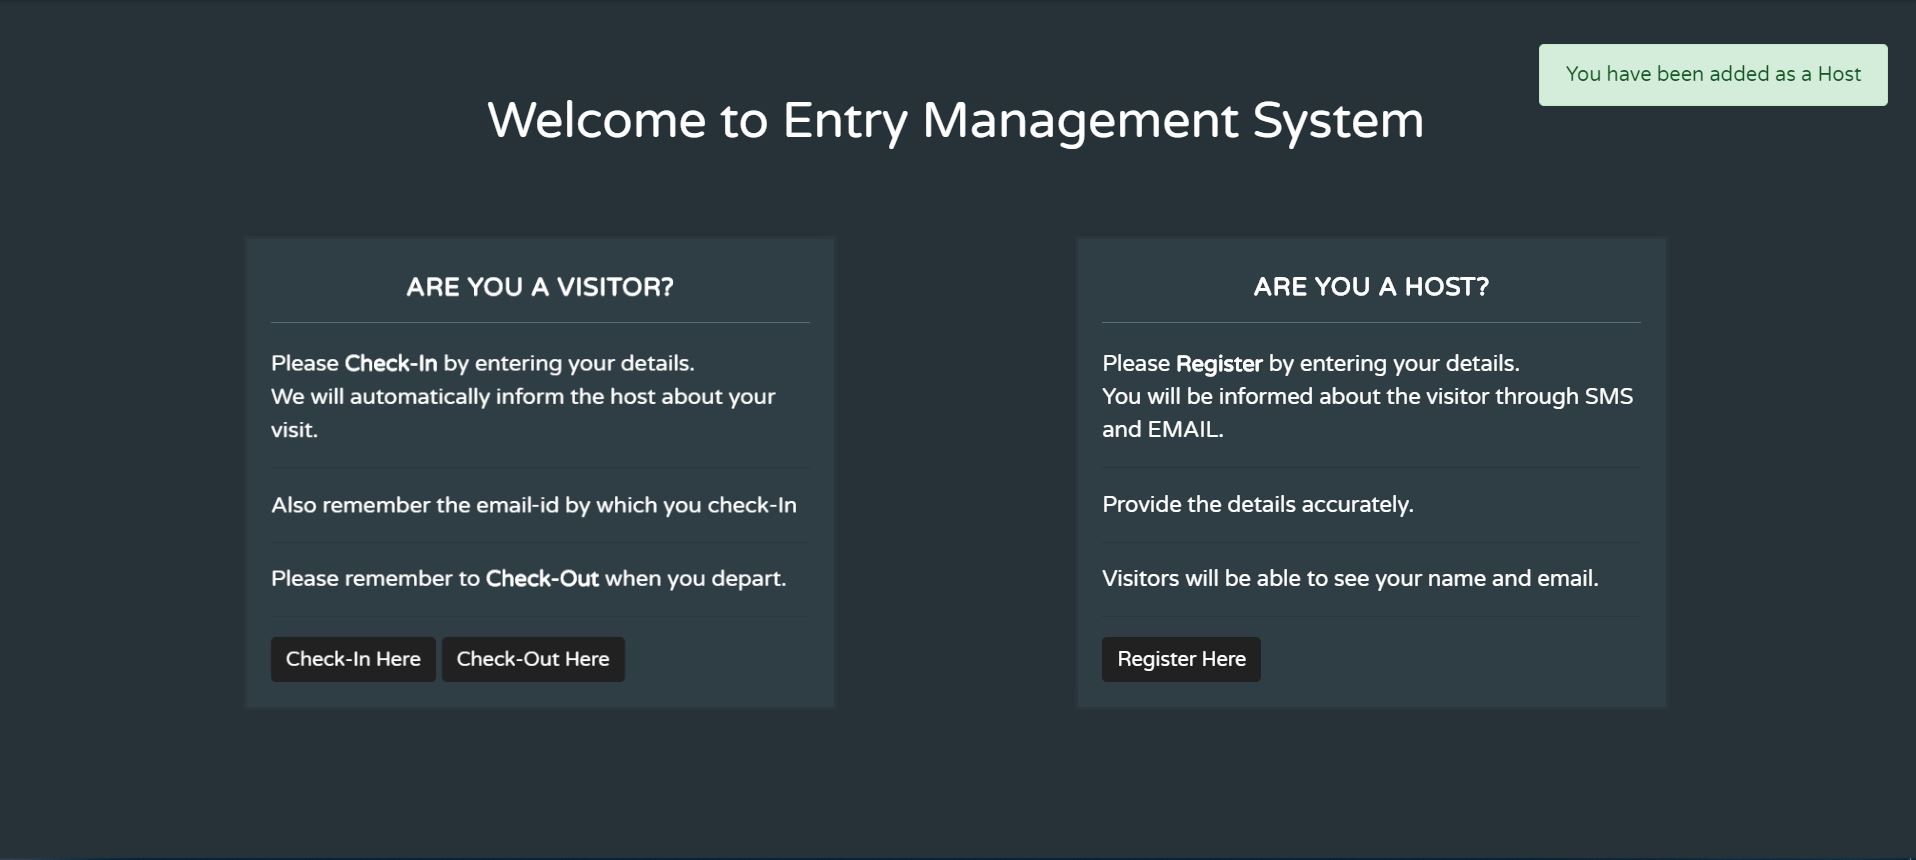 You have been added as a Host
Welcome to Entry Management System
ARE YOU A VISITOR?
Please Check-In by entering your details.
We will automatically inform the host about your
visit.
Also remember the email-id by which you check-In
Please remember to Check-Out when you depart.
Check-In Here
Check-Out Here
ARE YOU A HOST?
Please Register by entering your details.
You will be informed about the visitor through SMS
and EMAIL.
Provide the details accurately.
Visitors will be able to see your name and email.
Register Here